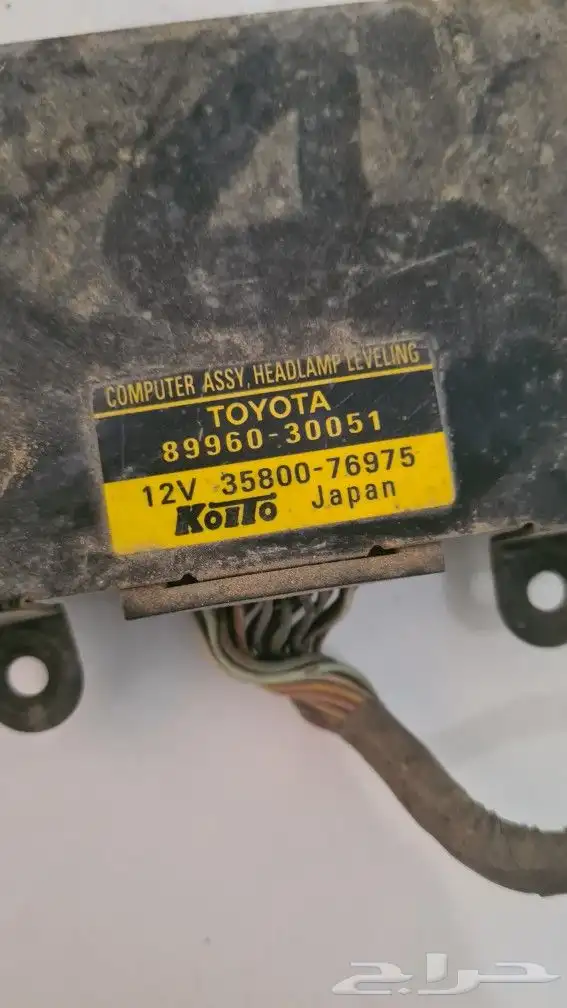 COMPUTER ASSY, HEADLAMP LEVELING
TOYOTA
89960-30051
12V 35800-76975
KOITO Japan
حراج